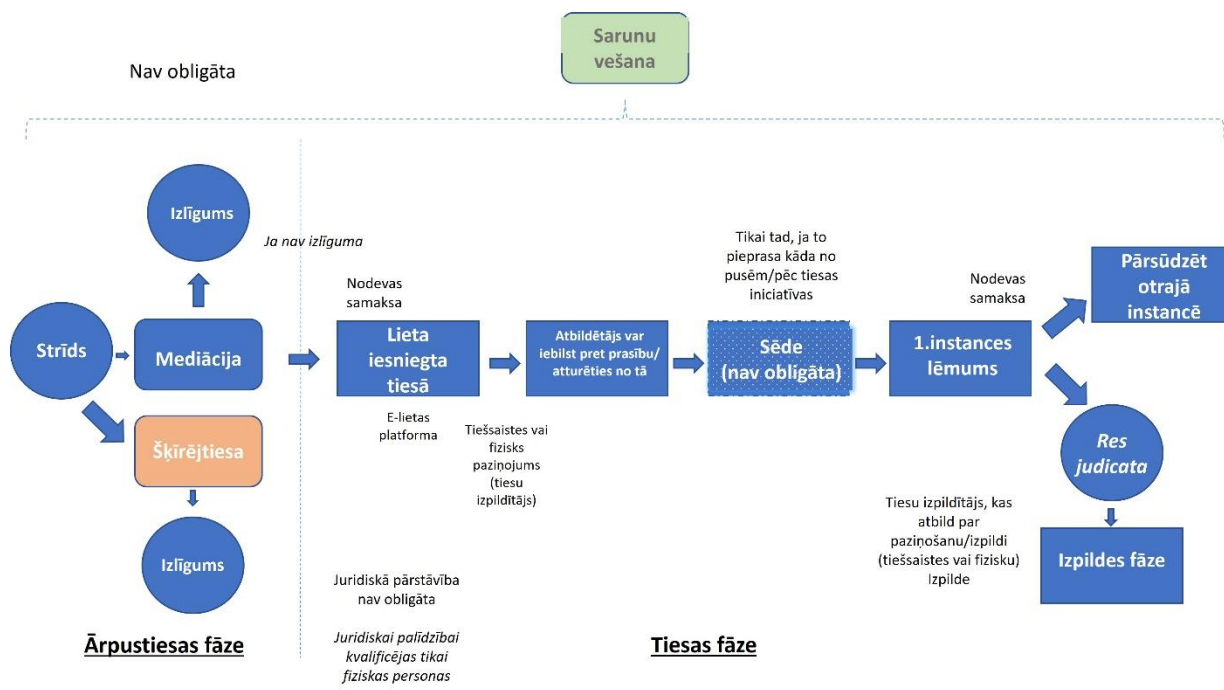 Sarunu
vešana
Nav obligāta
Izlīgums
Ja nav izlīguma
Strīds
Mediācija
Šķīrējtiesa
Izlīgums
Ārpustiesas fāze
Nodevas
samaksa
Lieta
iesniegta
tiesā
E-lietas
platforma
Juridiskā pārstāvība
nav obligāta
Juridiskai palīdzībai
kvalificējas tikai
fiziskas personas
Atbildētājs var
iebilst pret prasību/
atturēties no tā
Tiešsaistes vai
fizisks
paziņojums
(tiesu
izpildītājs)
Tikai tad, ja to
pieprasa kāda no
pusēm/pēc tiesas
iniciatīvas
Sēde
(nav obligāta)
Nodevas
samaksa
1.instances
lēmums
Pārsūdzēt
otrajā
instancē
Res
judicata
Tiesu izpildītājs, kas
atbild par
paziņošanu/izpildi
(tiešsaistes vai fizisku)
Izpilde
Izpildes fāze
Tiesas fāze